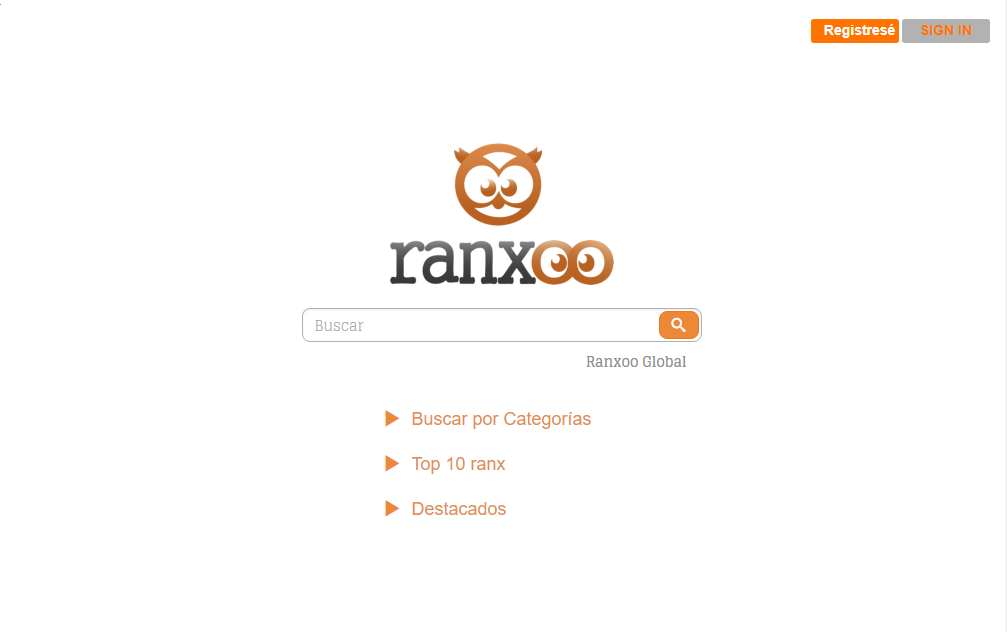 Registresé SIGN IN
ranxoo
Buscar
Ranxoo Global
Buscar por Categorías
Top 10 ranx
Destacados